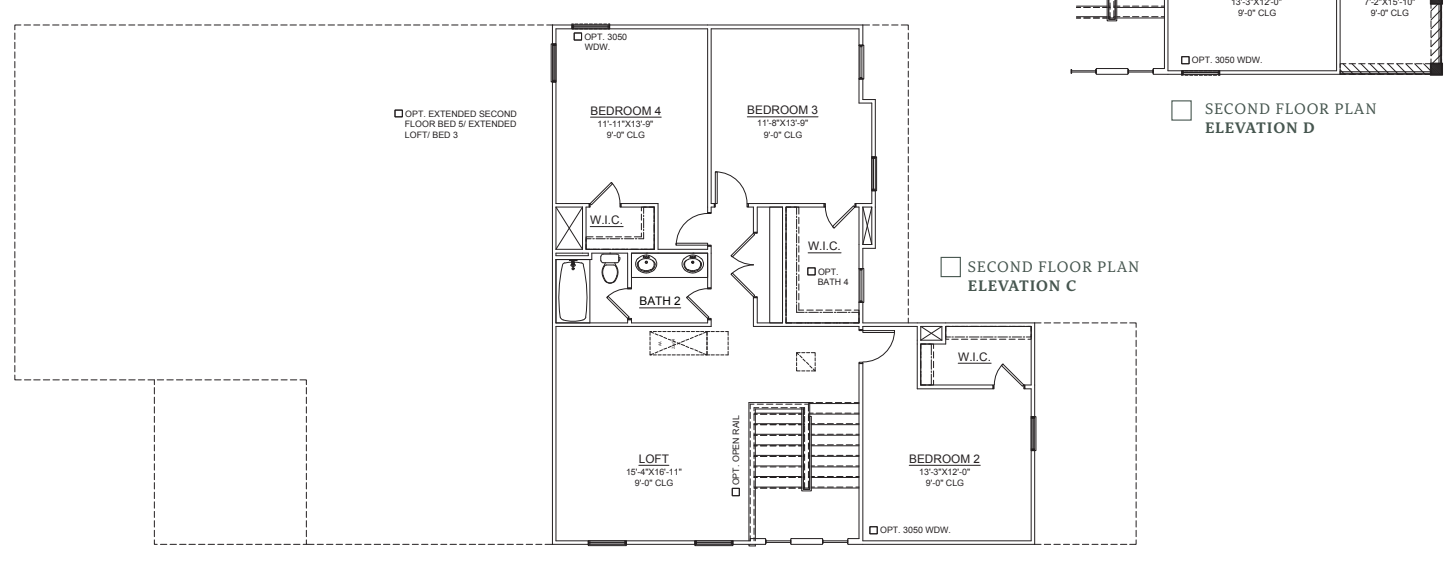 13'-3"X12'-0"
9'-0" CLG
7'-2"X15'-10"
9'-0" CLG
OPT. 3050 WDW.
SECOND FLOOR PLAN
ELEVATION D
OPT. 3050
WDW.
OPT. EXTENDED SECOND
FLOOR BED 5/ EXTENDED
LOFT/ BED 3
BEDROOM 4
11'-11"X13'-9"
9'-0" CLG
BEDROOM 3
11'-8"X13'-9"
9'-0" CLG
W.I.C.
W.I.C.
OPT.
BATH 4
BATH 2
SECOND FLOOR PLAN
ELEVATION C
W.I.C.
OPT. OPEN RAIL
LOFT
15'-4"X16'-11"
9'-0" CLG
BEDROOM 2
13'-3"X12'-0"
9'-0" CLG
OPT. 3050 WDW.